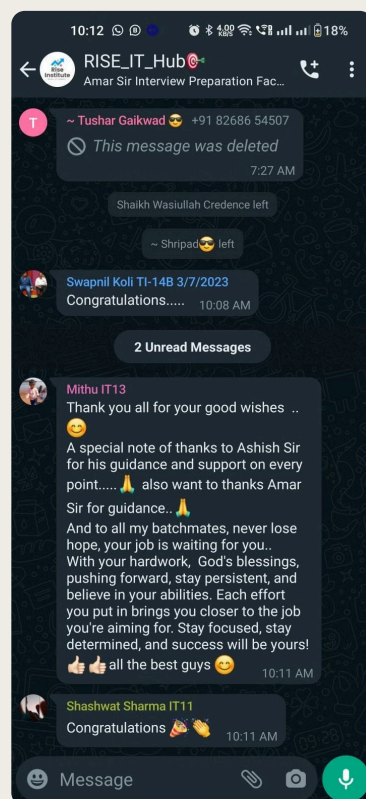 10:12 4.00 KB/S 18%
Rise
Institute
RISE_IT_Hub🎯
Amar Sir Interview Preparation Fac...
T
~ Tushar Gaikwad 😎 +91 82686 54507
This message was deleted
7:27 AM
Shaikh Wasiullah Credence left
~ Shripad😎 left
Swapnil Koli TI-14B 3/7/2023
Congratulations..... 10:08 AM
2 Unread Messages
Mithu IT13
Thank you all for your good wishes ..
😊
A special note of thanks to Ashish Sir
for his guidance and support on every
point..... 🙏 also want to thanks Amar
Sir for guidance.. 🙏
And to all my batchmates, never lose
hope, your job is waiting for you..
With your hardwork, God's blessings,
pushing forward, stay persistent, and
believe in your abilities. Each effort
you put in brings you closer to the job
you're aiming for. Stay focused, stay
determined, and success will be yours!
👍🏻👍🏻all the best guys 😊
10:11 AM
Shashwat Sharma IT11
Congratulations 🎉👏
10:11 AM
Message